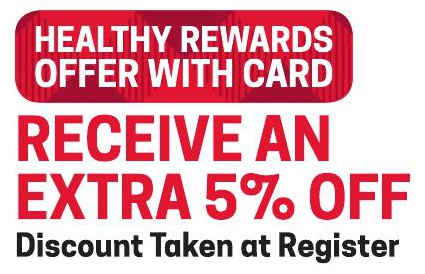 HEALTHY REWARDS
OFFER WITH CARD
RECEIVE AN
EXTRA 5% OFF
Discount Taken at Register